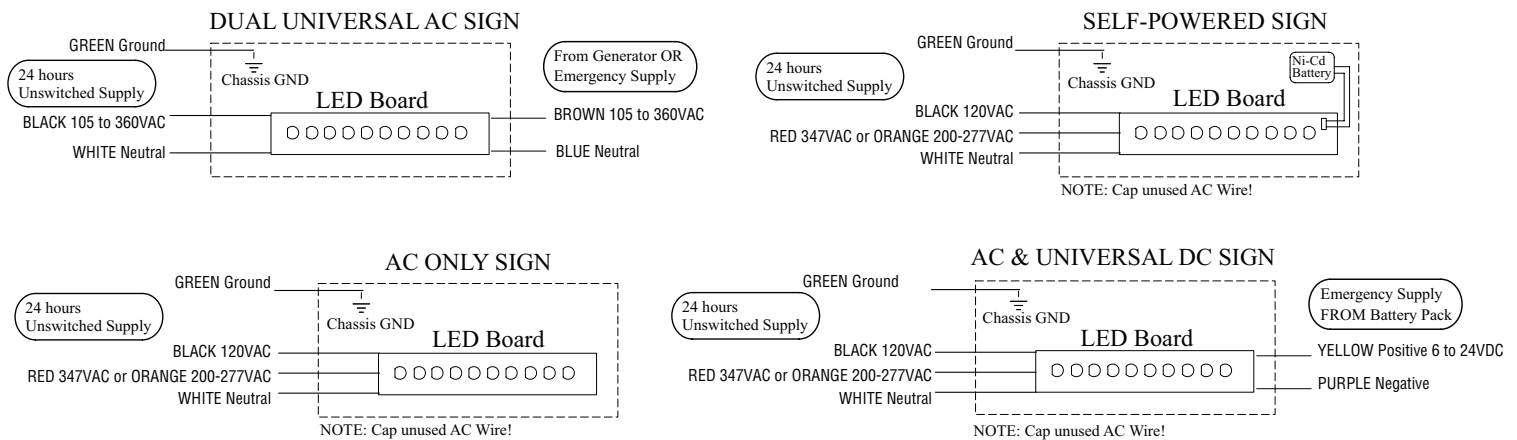 DUAL UNIVERSAL AC SIGN
GREEN Ground
24 hours
Unswitched Supply
Chassis GND
From Generator OR
Emergency Supply
LED Board
BLACK 105 to 360VAC
BROWN 105 to 360VAC
WHITE Neutral
BLUE Neutral
SELF-POWERED SIGN
GREEN Ground
24 hours
Unswitched Supply
Chassis GND
Ni-Cd
Battery
LED Board
BLACK 120VAC
RED 347VAC or ORANGE 200-277VAC
WHITE Neutral
NOTE: Cap unused AC Wire!
AC ONLY SIGN
GREEN Ground
24 hours
Unswitched Supply
Chassis GND
LED Board
BLACK 120VAC
RED 347VAC or ORANGE 200-277VAC
WHITE Neutral
NOTE: Cap unused AC Wire!
AC & UNIVERSAL DC SIGN
GREEN Ground
24 hours
Unswitched Supply
Chassis GND
Emergency Supply
FROM Battery Pack
LED Board
BLACK 120VAC
YELLOW Positive 6 to 24VDC
RED 347VAC or ORANGE 200-277VAC
PURPLE Negative
WHITE Neutral
NOTE: Cap unused AC Wire!